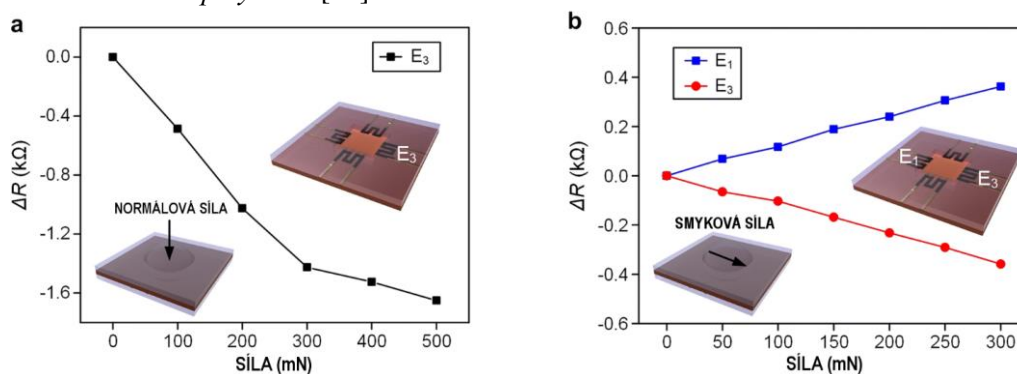 a
0.0
-0.4
-0.8
-1.2
-1.6
ΔR (kΩ)
E₃
E₃
NORMÁLOVÁ SÍLA
0 100 200 300 400 500
SÍLA (mN)
b
0.6
0.4
0.2
0.0
-0.2
-0.4
-0.6
ΔR (kΩ)
E₁
E₃
E₁
E₃
SMYKOVÁ SÍLA
0 50 100 150 200 250 300
SÍLA (mN)